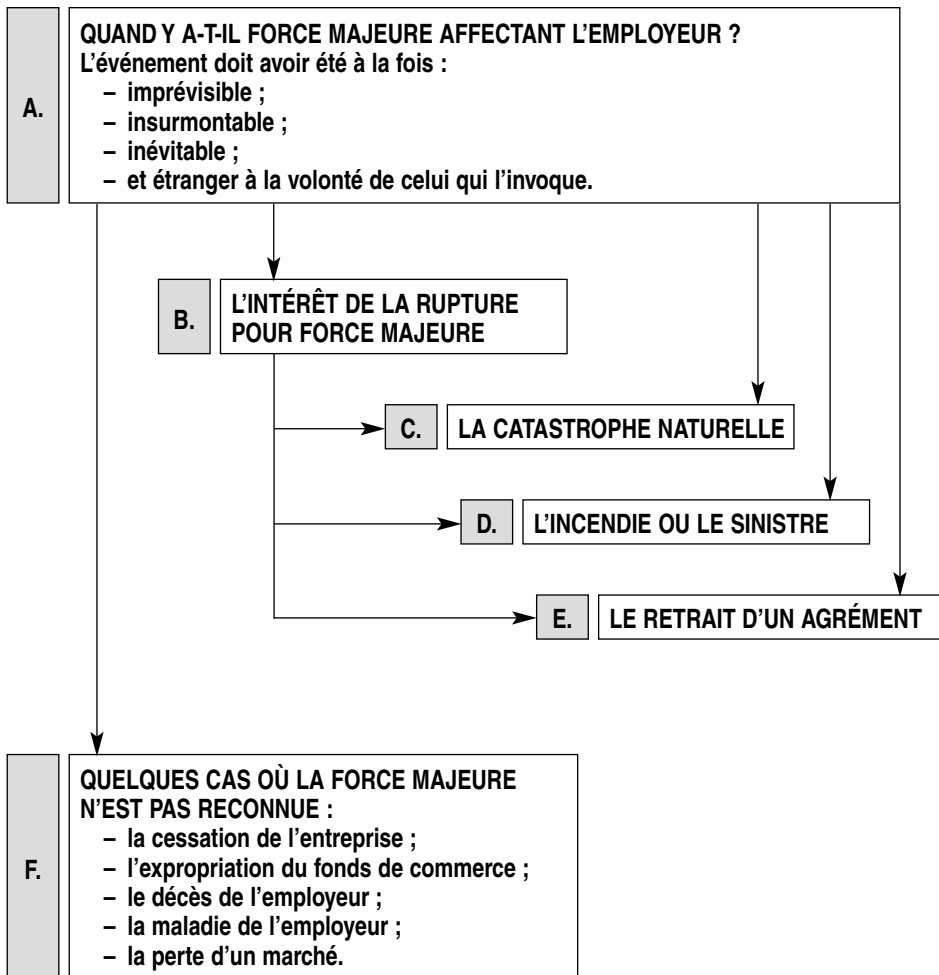 A.
QUAND Y A-T-IL FORCE MAJEURE AFFECTANT L’EMPLOYEUR ?
L’événement doit avoir été à la fois :
– imprévisible ;
– insurmontable ;
– inévitable ;
– et étranger à la volonté de celui qui l’invoque.
B.
L’INTÉRÊT DE LA RUPTURE
POUR FORCE MAJEURE
C.
LA CATASTROPHE NATURELLE
D.
L’INCENDIE OU LE SINISTRE
E.
LE RETRAIT D’UN AGRÉMENT
F.
QUELQUES CAS OÙ LA FORCE MAJEURE
N’EST PAS RECONNUE :
– la cessation de l’entreprise ;
– l’expropriation du fonds de commerce ;
– le décès de l’employeur ;
– la maladie de l’employeur ;
– la perte d’un marché.